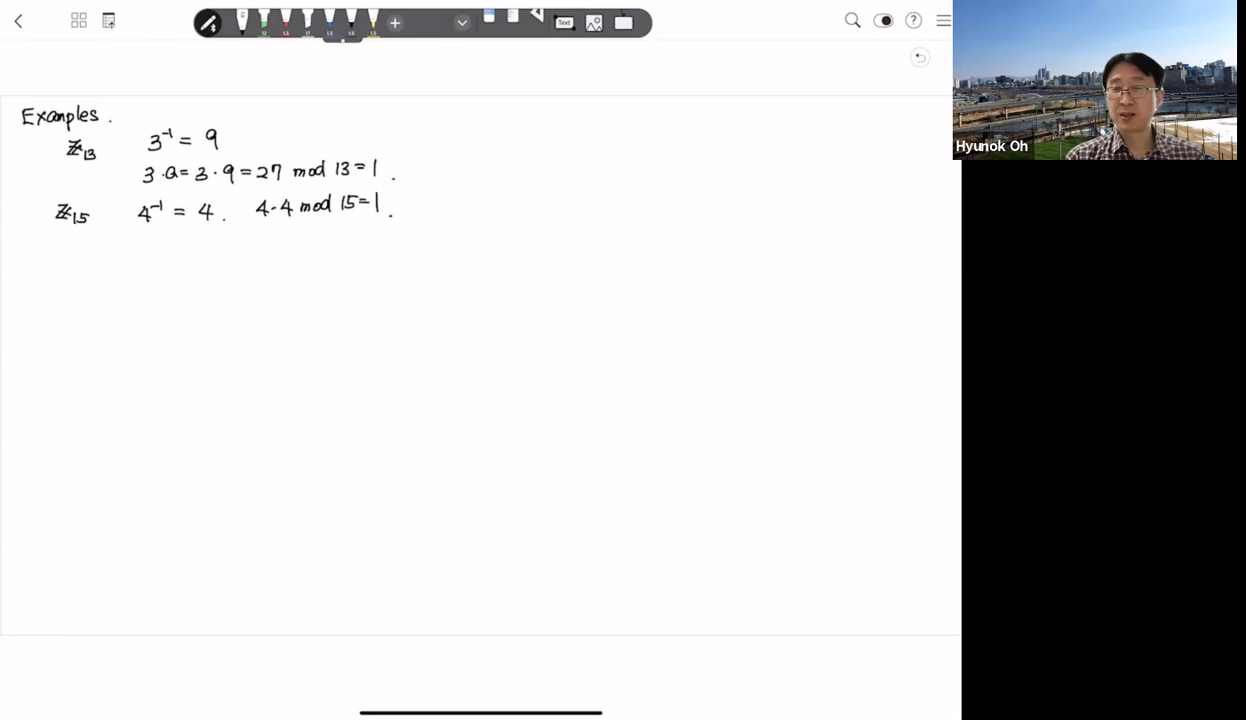 Text
Hyunok Oh
Examples.
ℤ₁₃ 3⁻¹ = 9
3·a = 3·9 = 27 mod 13 = 1.
ℤ₁₅ 4⁻¹ = 4. 4·4 mod 15 = 1.